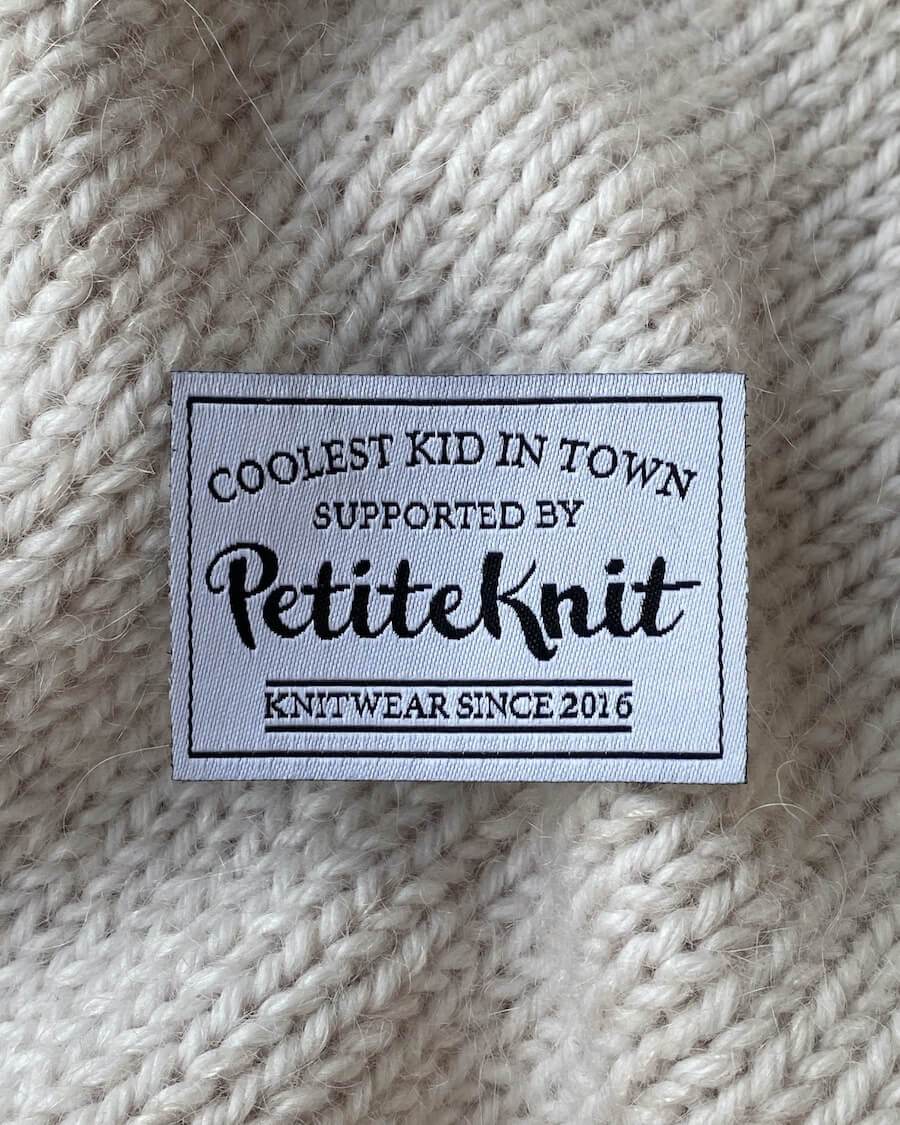 COOLEST KID IN TOWN
SUPPORTED BY
PetiteKnit
KNITWEAR SINCE 2016